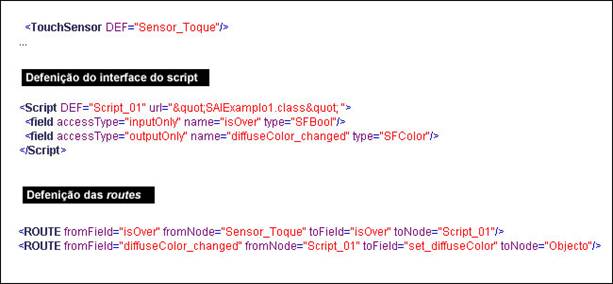 <TouchSensor DEF="Sensor_Toque"/>
...
Defenição do interface do script
<Script DEF="Script_01" url="&quot;SAIExamplo1.class&quot; ">
<field accessType="inputOnly" name="isOver" type="SFBool"/>
<field accessType="outputOnly" name="diffuseColor_changed" type="SFColor"/>
</Script>
Defenição das routes
<ROUTE fromField="isOver" fromNode="Sensor_Toque" toField="isOver" toNode="Script_01"/>
<ROUTE fromField="diffuseColor_changed" fromNode="Script_01" toField="set_diffuseColor" toNode="Objecto"/>